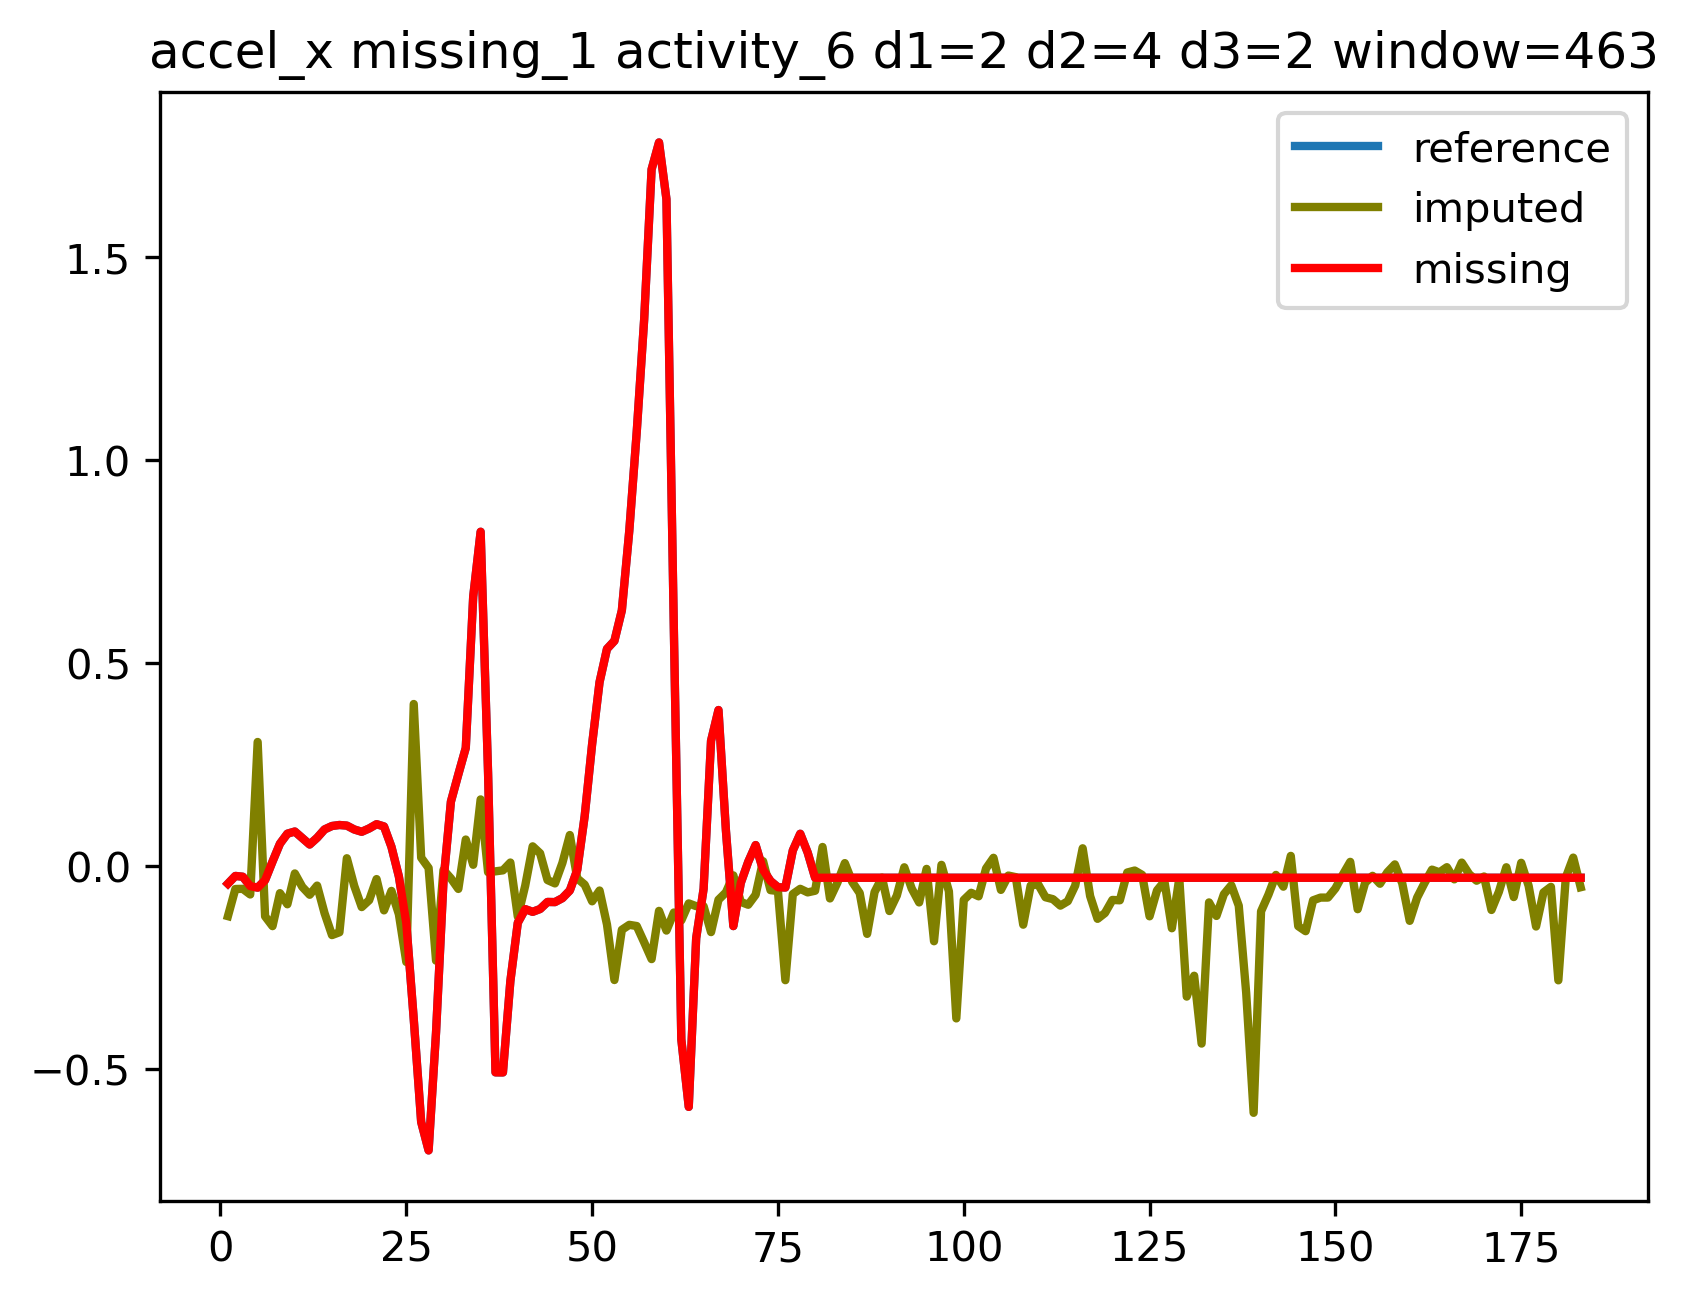 accel_x missing_1 activity_6 d1=2 d2=4 d3=2 window=463
reference
imputed
missing
1.5
1.0
0.5
0.0
−0.5
0 25 50 75 100 125 150 175